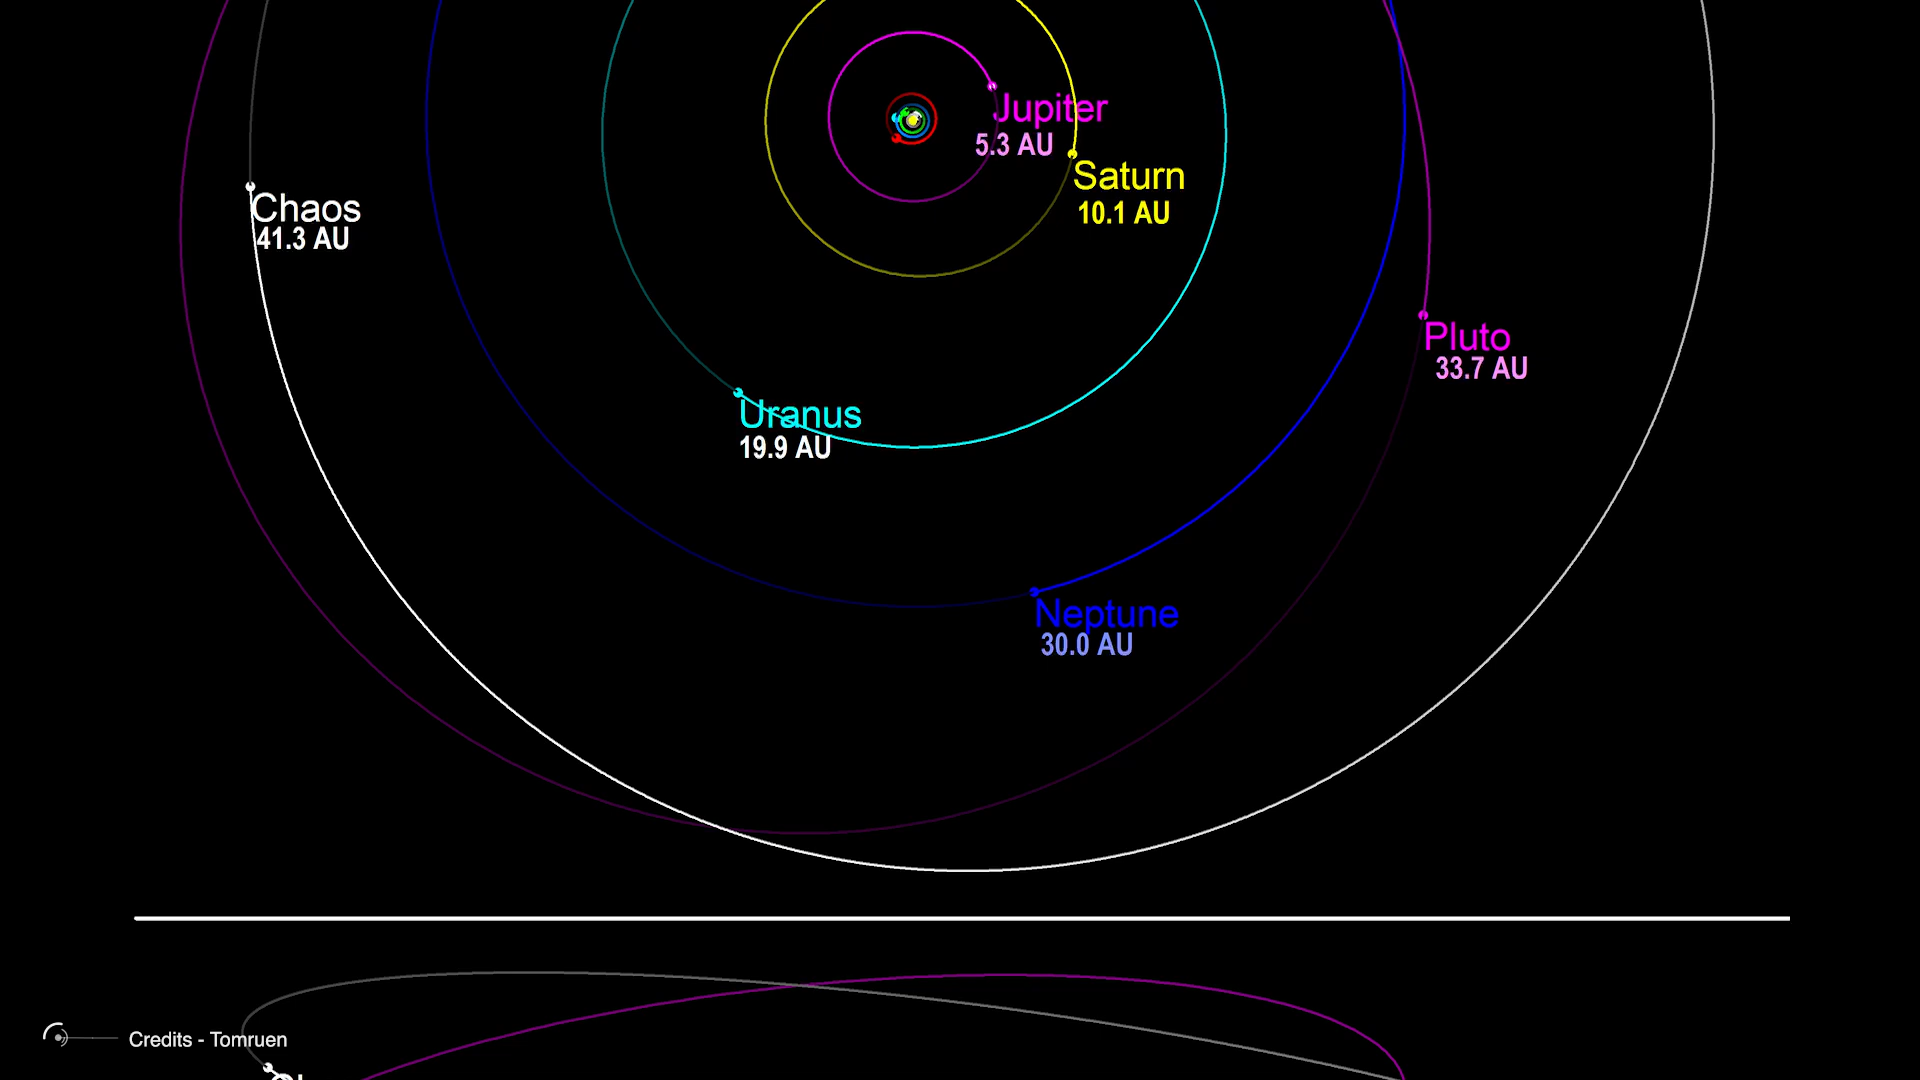 Jupiter
5.3 AU
Saturn
10.1 AU
Chaos
41.3 AU
Pluto
33.7 AU
Uranus
19.9 AU
Neptune
30.0 AU
Credits - Tomruen